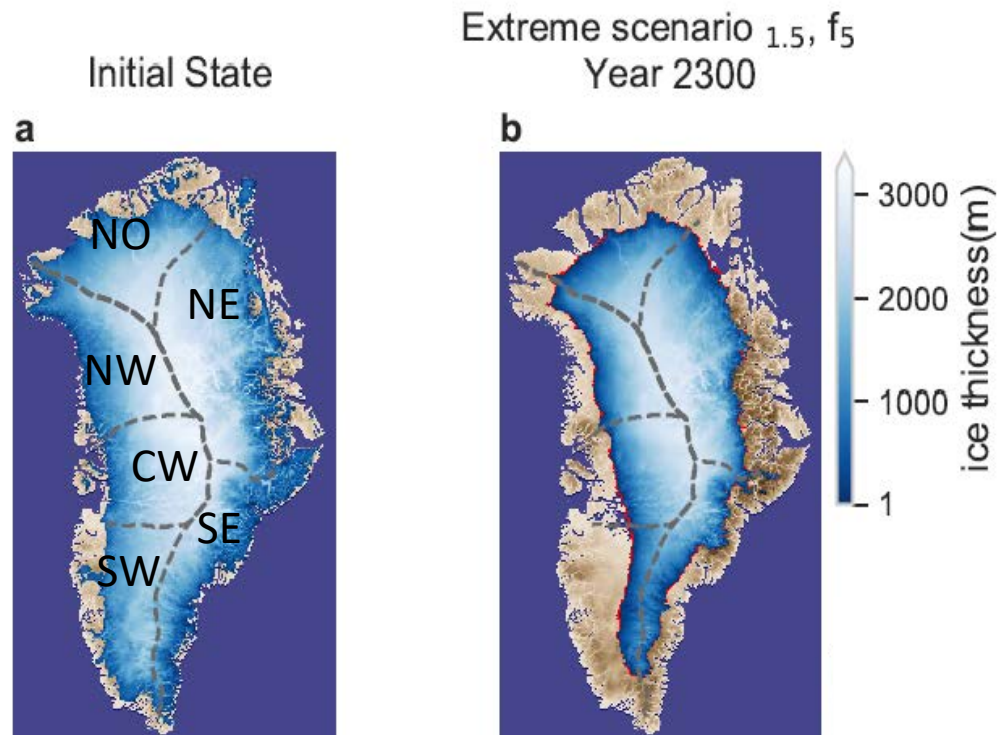 Initial State
Extreme scenario 1.5, f5
Year 2300
a
b
NO
NE
NW
CW
SE
SW
3000
2000
1000
1
ice thickness(m)